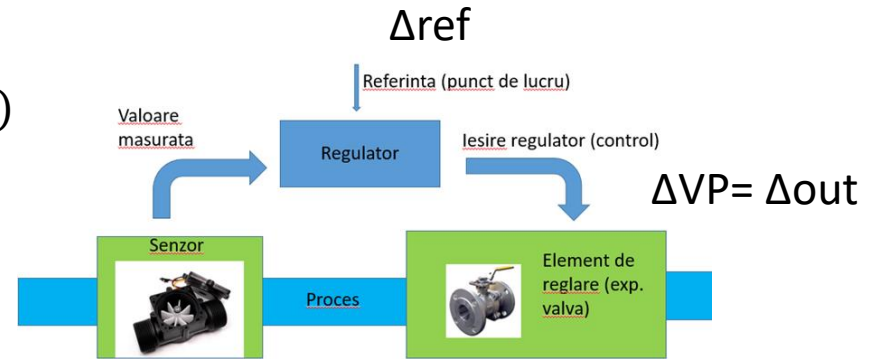 Δref
)
Referinta (punct de lucru)
Valoare
masurata
Regulator
Iesire regulator (control)
ΔVP= Δout
Senzor
Proces
Element de
reglare (exp.
valva)